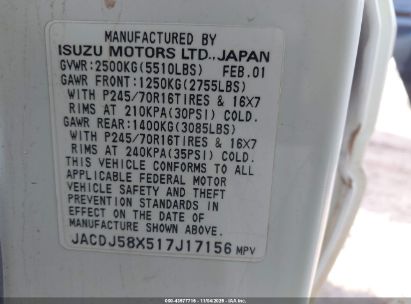 MANUFACTURED BY
ISUZU MOTORS LTD., JAPAN
GVWR: 2500KG(5510LBS) FEB.01
GAWR FRONT: 1250KG(2755LBS)
WITH P245/70R16TIRES & 16X7
RIMS AT 210KPA(30PSI) COLD.
GAWR REAR: 1400KG(3085LBS)
WITH P245/70R16TIRES & 16X7
RIMS AT 240KPA(35PSI) COLD.
THIS VEHICLE CONFORMS TO ALL
APPLICABLE FEDERAL MOTOR
VEHICLE SAFETY AND THEFT
PREVENTION STANDARDS IN
EFFECT ON THE DATE OF
MANUFACTURE SHOWN ABOVE.
JACDJ58X517J17156 MPV